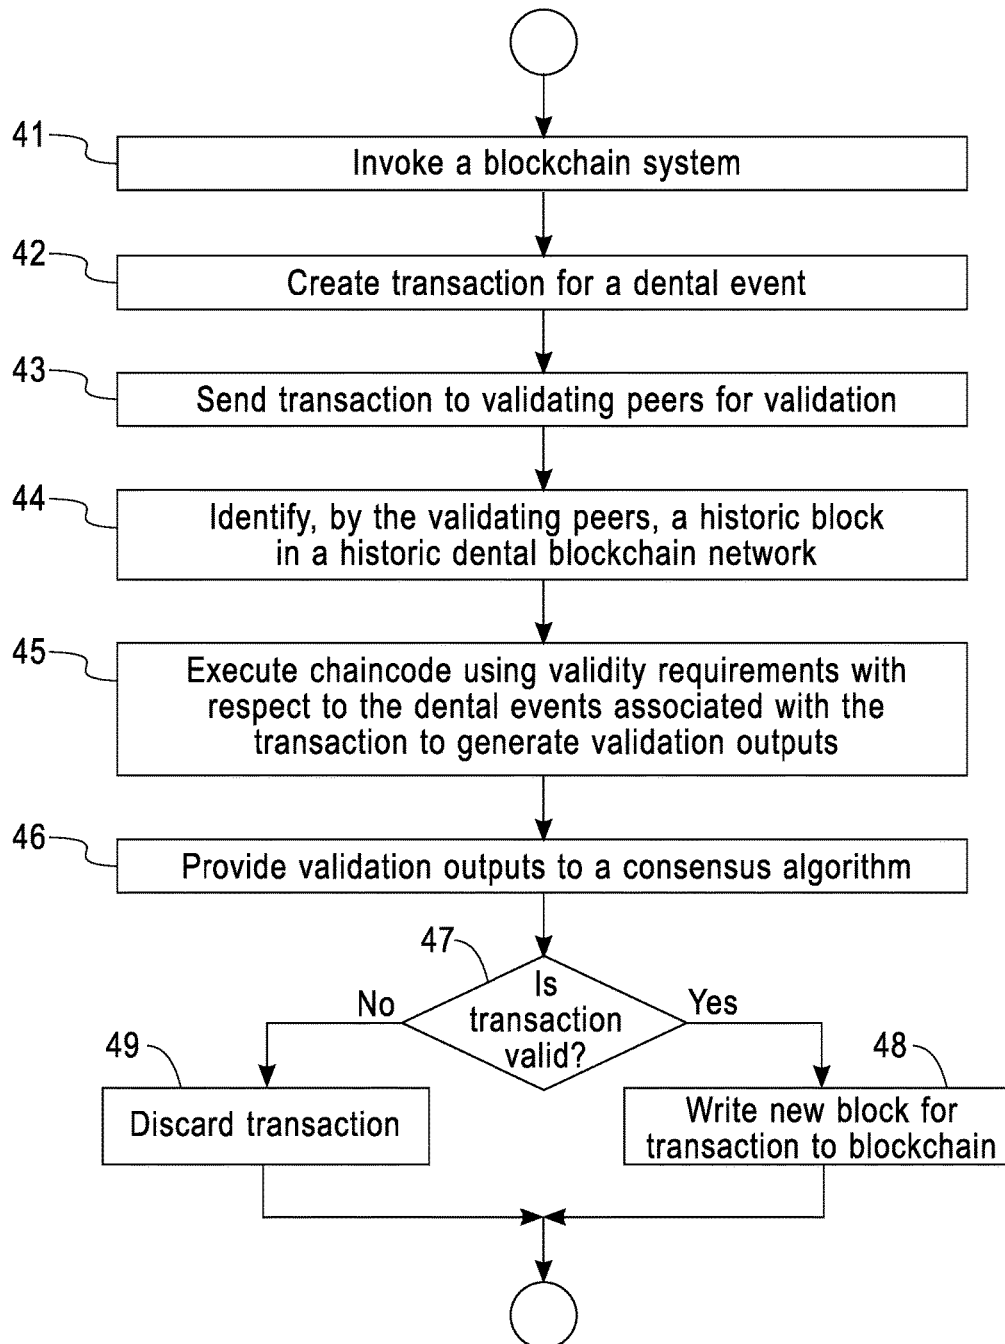 41
Invoke a blockchain system
42
Create transaction for a dental event
43
Send transaction to validating peers for validation
44
Identify, by the validating peers, a historic block
in a historic dental blockchain network
45
Execute chaincode using validity requirements with
respect to the dental events associated with the
transaction to generate validation outputs
46
Provide validation outputs to a consensus algorithm
47
Is
transaction
valid?
No
Yes
49
Discard transaction
48
Write new block for
transaction to blockchain